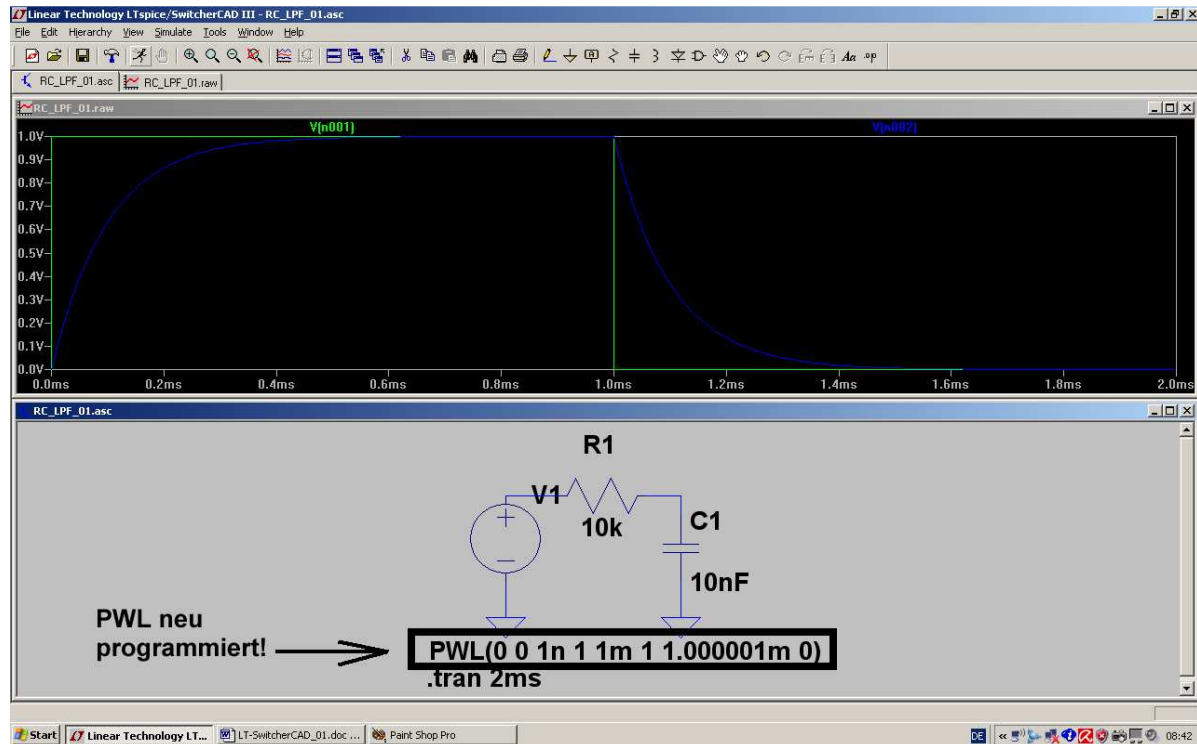 Linear Technology LTspice/SwitcherCAD III - RC_LPF_01.asc
File Edit Hierarchy View Simulate Tools Window Help
Aa .op
RC_LPF_01.asc RC_LPF_01.raw
RC_LPF_01.raw
V(n001) V(n002)
1.0V
0.9V
0.8V
0.7V
0.6V
0.5V
0.4V
0.3V
0.2V
0.1V
0.0V
0.0ms 0.2ms 0.4ms 0.6ms 0.8ms 1.0ms 1.2ms 1.4ms 1.6ms 1.8ms 2.0ms
RC_LPF_01.asc
R1
V1
10k
C1
10nF
PWL neu
programmiert!
PWL(0 0 1n 1 1m 1 1.000001m 0)
.tran 2ms
Start Linear Technology LT... LT-SwitcherCAD_01.doc ... Paint Shop Pro DE « 08:42